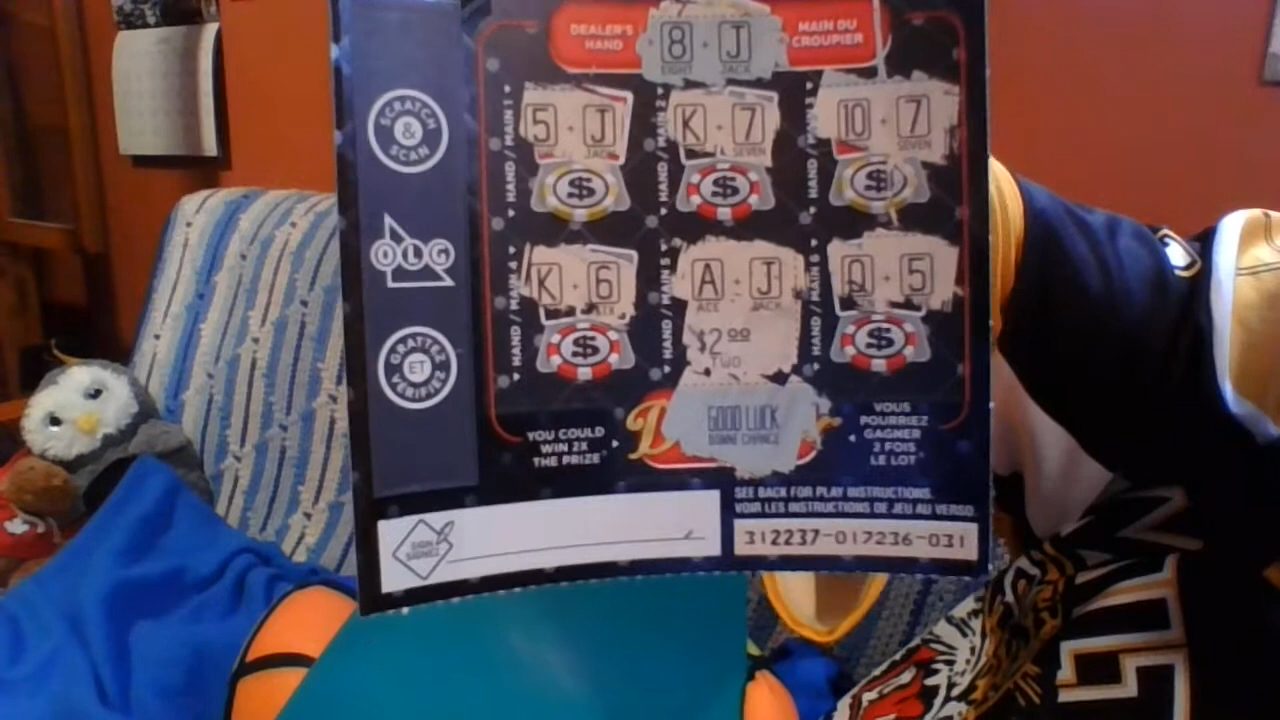 DEALER'S
HAND
8 J
EIGHT JACK
MAIN DU
CROUPIER
HAND / MAIN 1
5 J
JACK
$
HAND / MAIN 2
K 7
SEVEN
$
HAND / MAIN 3
10 7
SEVEN
$
HAND / MAIN 4
K 6
$
HAND / MAIN 5
A J
ACE JACK
$2.00
TWO
HAND / MAIN 6
Q 5
$
SCRATCH
&
SCAN
OLG
GRATTEZ
ET
VÉRIFIEZ
YOU COULD
WIN 2X
THE PRIZE
D
GOOD LUCK
BONNE CHANCE
VOUS
POURRIEZ
GAGNER
2 FOIS
LE LOT
SIGN
SIGNEZ
SEE BACK FOR PLAY INSTRUCTIONS.
VOIR LES INSTRUCTIONS DE JEU AU VERSO.
312237-017236-031